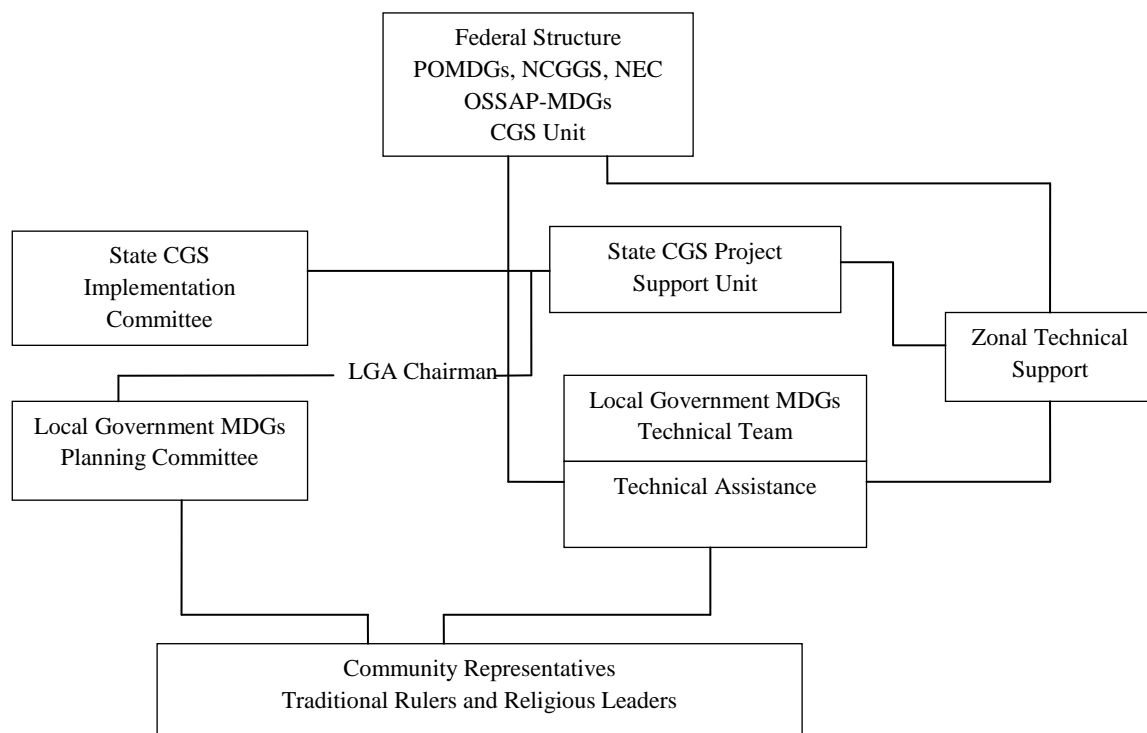 Federal Structure
POMDGs, NCGGS, NEC
OSSAP-MDGs
CGS Unit
State CGS
Implementation
Committee
State CGS Project
Support Unit
Zonal Technical
Support
LGA Chairman
Local Government MDGs
Planning Committee
Local Government MDGs
Technical Team
Technical Assistance
Community Representatives
Traditional Rulers and Religious Leaders